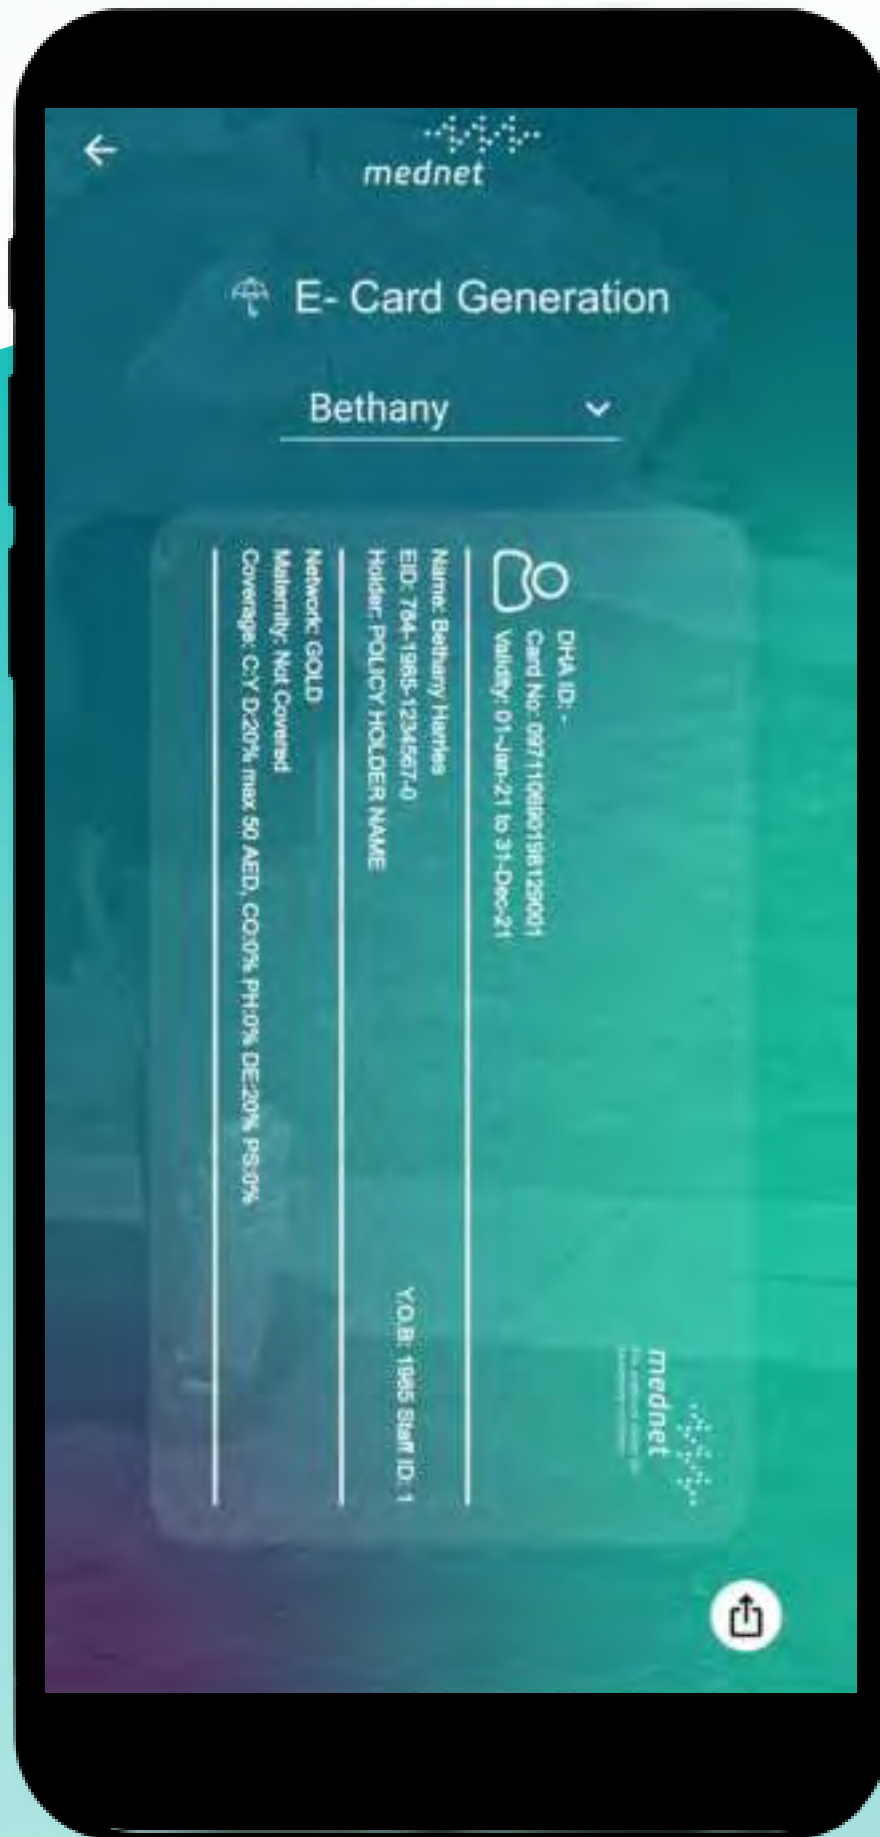 mednet
E- Card Generation
Bethany
mednet
DHA ID: -
Card No: 097110690198129001
Validity: 01-Jan-21 to 31-Dec-21
Name: Bethany Harries
EID: 784-1985-1234567-0
Y.O.B: 1985 Staff ID: 1
Holder: POLICY HOLDER NAME
Network: GOLD
Maternity: Not Covered
Coverage: C:Y D:20% max 50 AED, CO:0% PH:0% DE:20% PS:0%